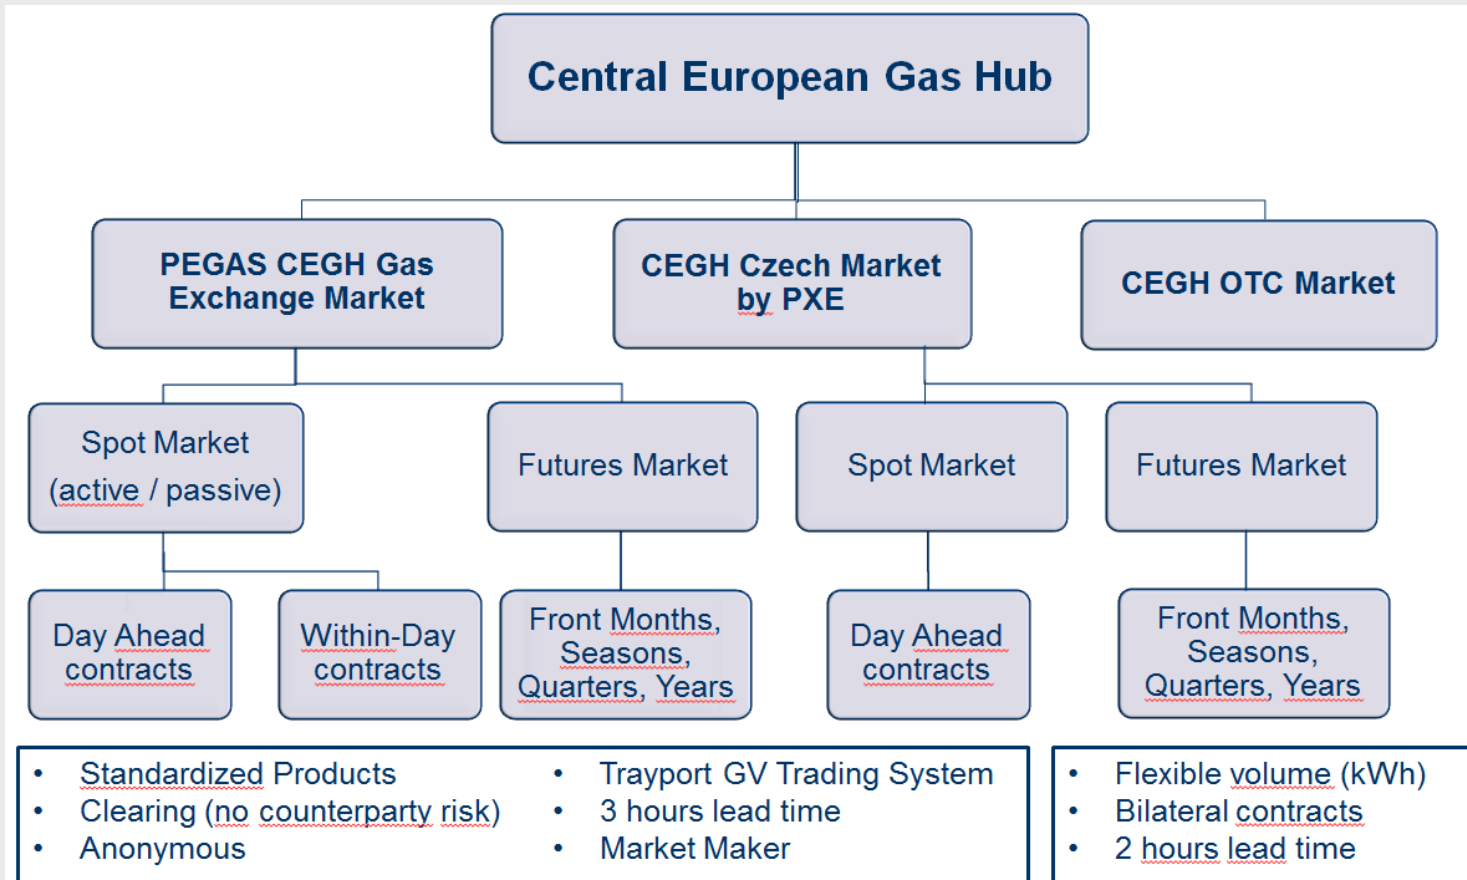 Central European Gas Hub
PEGAS CEGH Gas
Exchange Market
CEGH Czech Market
by PXE
CEGH OTC Market
Spot Market
(active / passive)
Futures Market
Spot Market
Futures Market
Day Ahead
contracts
Within-Day
contracts
Front Months,
Seasons,
Quarters, Years
Day Ahead
contracts
Front Months,
Seasons,
Quarters, Years
• Standardized Products
• Clearing (no counterparty risk)
• Anonymous
• Trayport GV Trading System
• 3 hours lead time
• Market Maker
• Flexible volume (kWh)
• Bilateral contracts
• 2 hours lead time